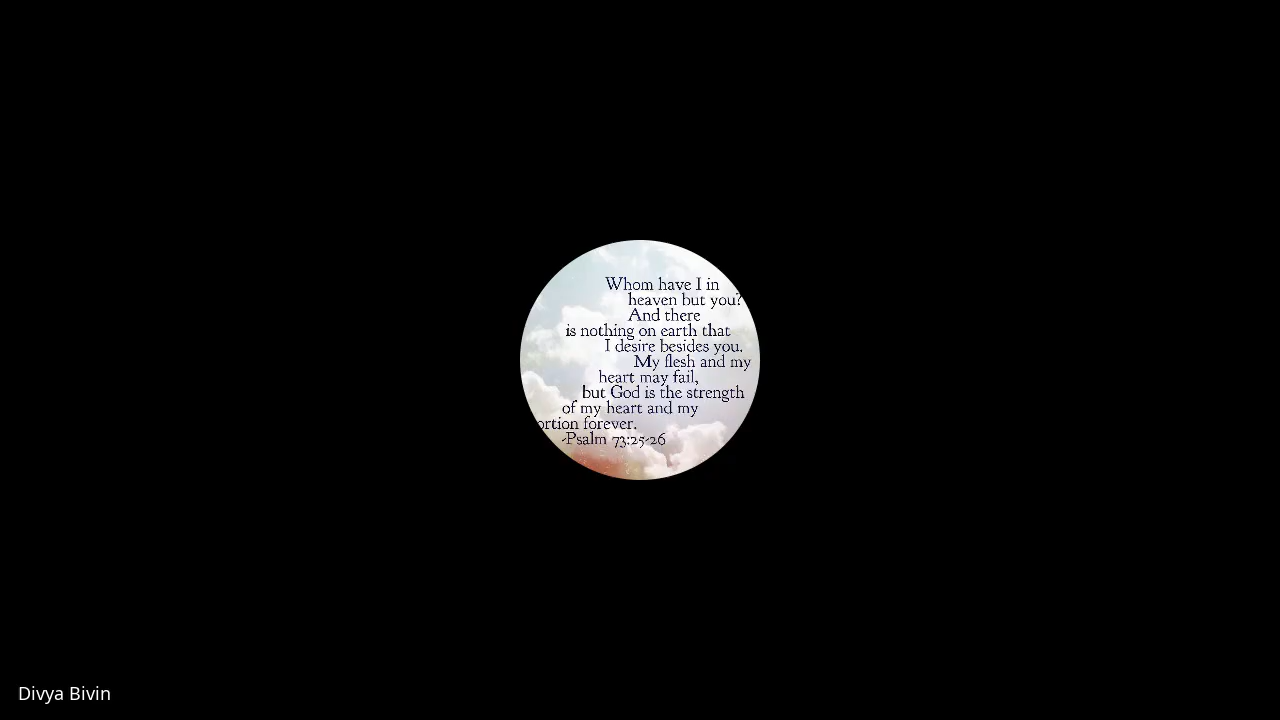 Whom have I in
heaven but you?
And there
is nothing on earth that
I desire besides you.
My flesh and my
heart may fail,
but God is the strength
of my heart and my
ortion forever.
-Psalm 73:25-26
Divya Bivin